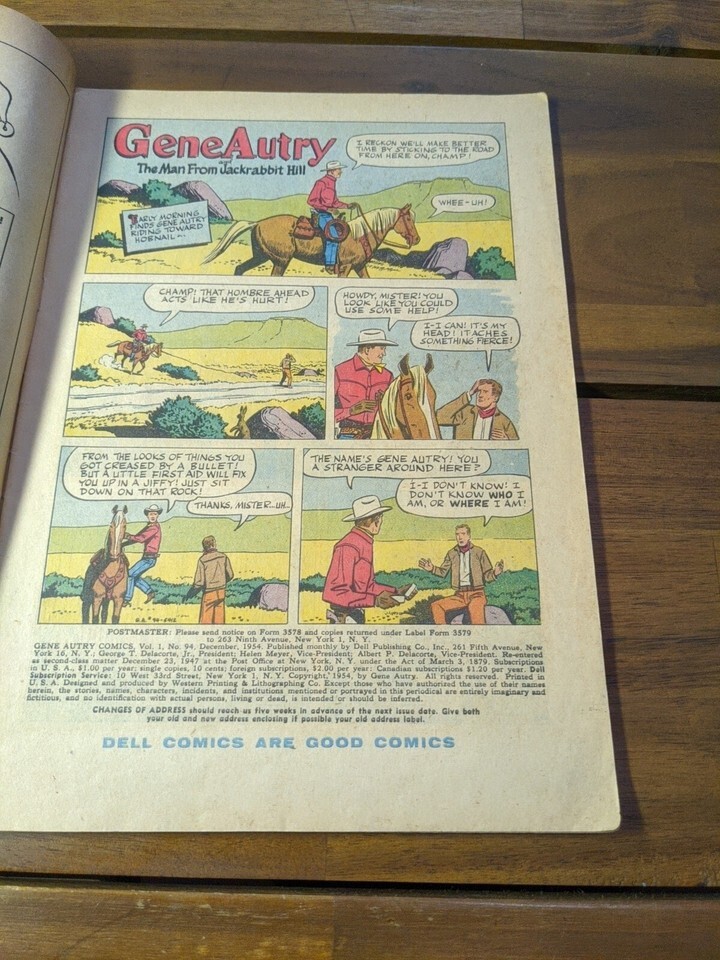 Gene Autry
and
The Man From Jackrabbit Hill
I RECKON WE'LL MAKE BETTER
TIME BY STICKING TO THE ROAD
FROM HERE ON, CHAMP!
WHEE-UH!
EARLY MORNING
FINDS GENE AUTRY
RIDING TOWARD
HOBNAIL...
CHAMP! THAT HOMBRE AHEAD
ACTS LIKE HE'S HURT!
HOWDY, MISTER! YOU
LOOK LIKE YOU COULD
USE SOME HELP!
I-I CAN! IT'S MY
HEAD! IT ACHES
SOMETHING FIERCE!
FROM THE LOOKS OF THINGS YOU
GOT CREASED BY A BULLET!
BUT A LITTLE FIRST AID WILL FIX
YOU UP IN A JIFFY! JUST SIT
DOWN ON THAT ROCK!
THANKS, MISTER...UH..
G.A. #94-5412
THE NAME'S GENE AUTRY! YOU
A STRANGER AROUND HERE?
I-I DON'T KNOW! I
DON'T KNOW WHO I
AM, OR WHERE I AM!
POSTMASTER: Please send notice on Form 3578 and copies returned under Label Form 3579
to 263 Ninth Avenue, New York 1, N. Y.
GENE AUTRY COMICS, Vol. 1, No. 94, December, 1954. Published monthly by Dell Publishing Co., Inc., 261 Fifth Avenue, New
York 16, N. Y.; George T. Delacorte, Jr., President; Helen Meyer, Vice-President; Albert P. Delacorte, Vice-President. Re-entered
as second-class matter December 23, 1947 at the Post Office at New York, N. Y. under the Act of March 3, 1879. Subscriptions
in U. S. A., $1.00 per year; single copies, 10 cents; foreign subscriptions, $2.00 per year; Canadian subscriptions $1.20 per year. Dell
Subscription Service: 10 West 33rd Street, New York 1, N. Y. Copyright, 1954, by Gene Autry. All rights reserved. Printed in
U. S. A. Designed and produced by Western Printing & Lithographing Co. Except those who have authorized the use of their names
herein, the stories, names, characters, incidents, and institutions mentioned or portrayed in this periodical are entirely imaginary and
fictitious, and no identification with actual persons, living or dead, is intended or should be inferred.
CHANGES OF ADDRESS should reach us five weeks in advance of the next issue date. Give both
your old and new address enclosing if possible your old address label.
DELL COMICS ARE GOOD COMICS